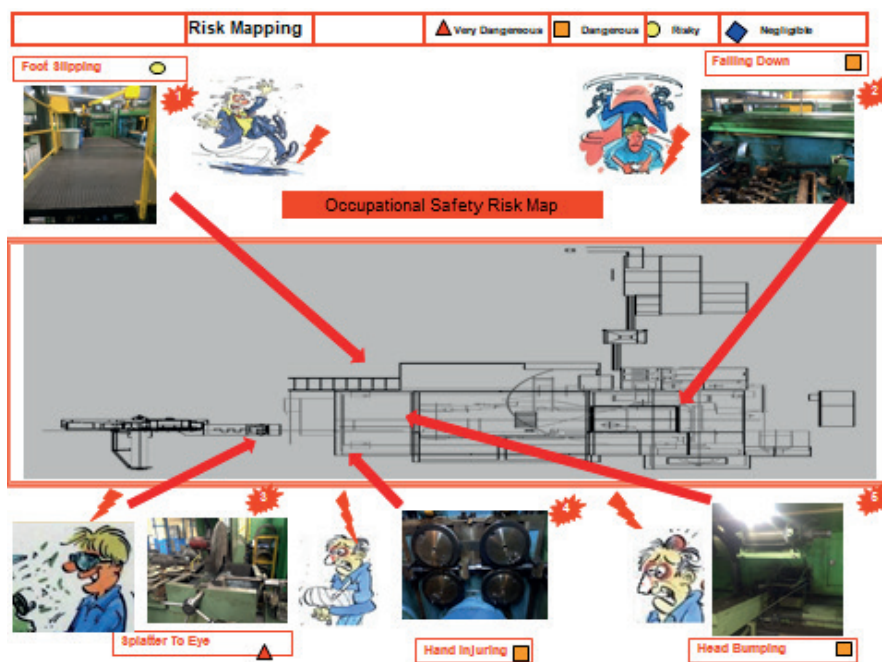 Risk Mapping
Very Dangereous
Dangerous
Risky
Negligible
Foot Slipping
Falling Down
1
2
Occupational Safety Risk Map
3
4
5
Splatter To Eye
Hand Injuring
Head Bumping